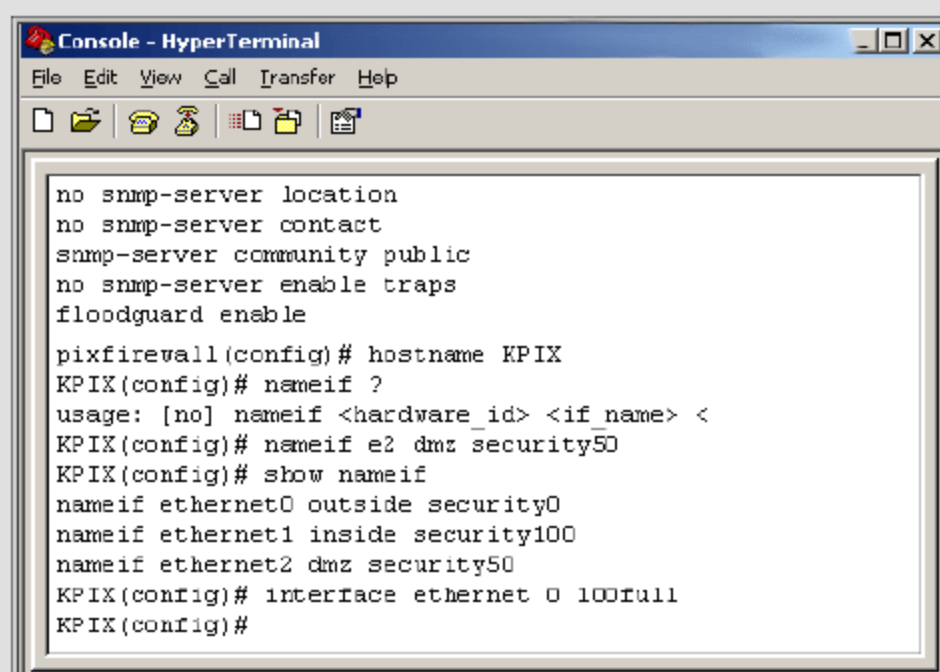 Console - HyperTerminal
File Edit View Call Transfer Help
no snmp-server location
no snmp-server contact
snmp-server community public
no snmp-server enable traps
floodguard enable
pixfirewall(config)# hostname KPIX
KPIX(config)# nameif ?
usage: [no] nameif <hardware_id> <if_name> <
KPIX(config)# nameif e2 dmz security50
KPIX(config)# show nameif
nameif ethernet0 outside security0
nameif ethernet1 inside security100
nameif ethernet2 dmz security50
KPIX(config)# interface ethernet 0 100full
KPIX(config)#